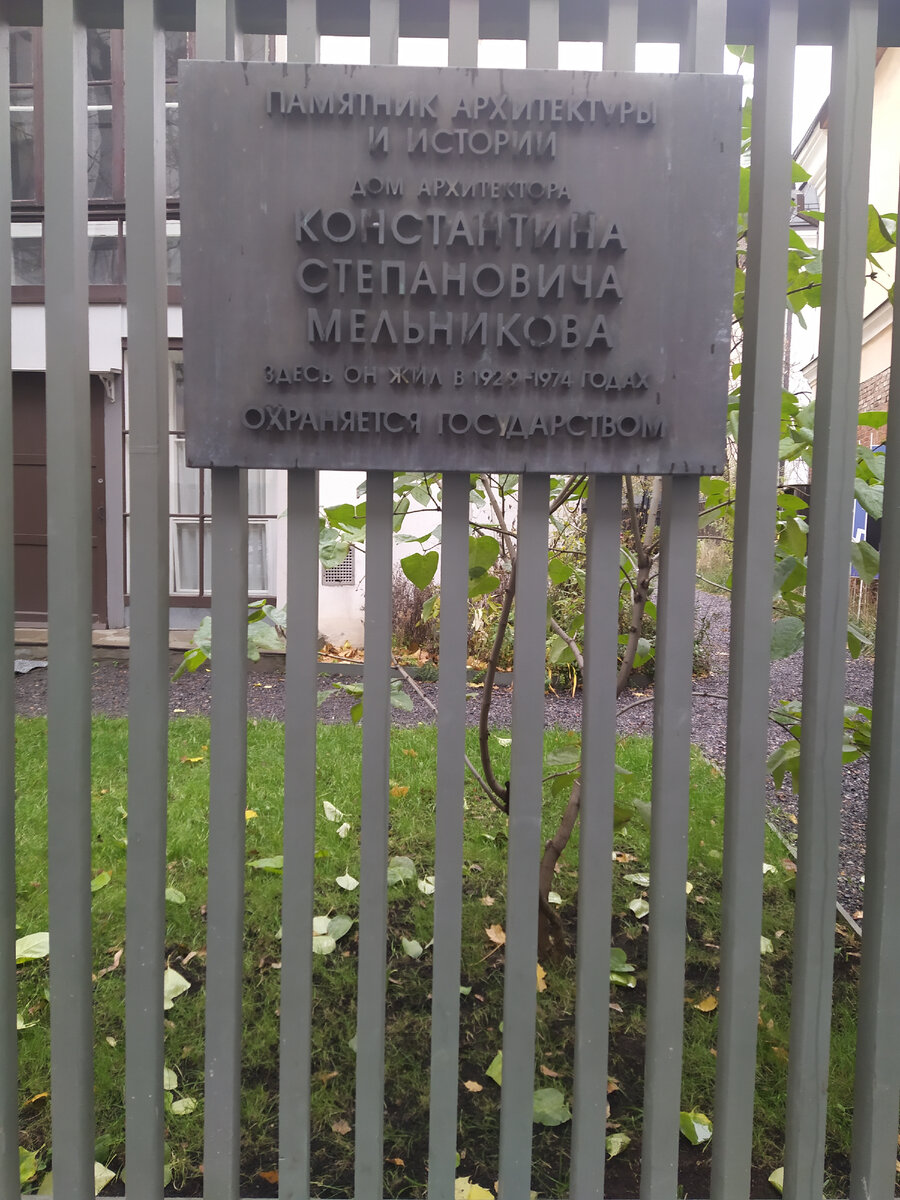 ПАМЯТНИК АРХИТЕКТУРЫ
И ИСТОРИИ
ДОМ АРХИТЕКТОРА
КОНСТАНТИНА
СТЕПАНОВИЧА
МЕЛЬНИКОВА
ЗДЕСЬ ОН ЖИЛ В 1929-1974 ГОДАХ
ОХРАНЯЕТСЯ ГОСУДАРСТВОМ